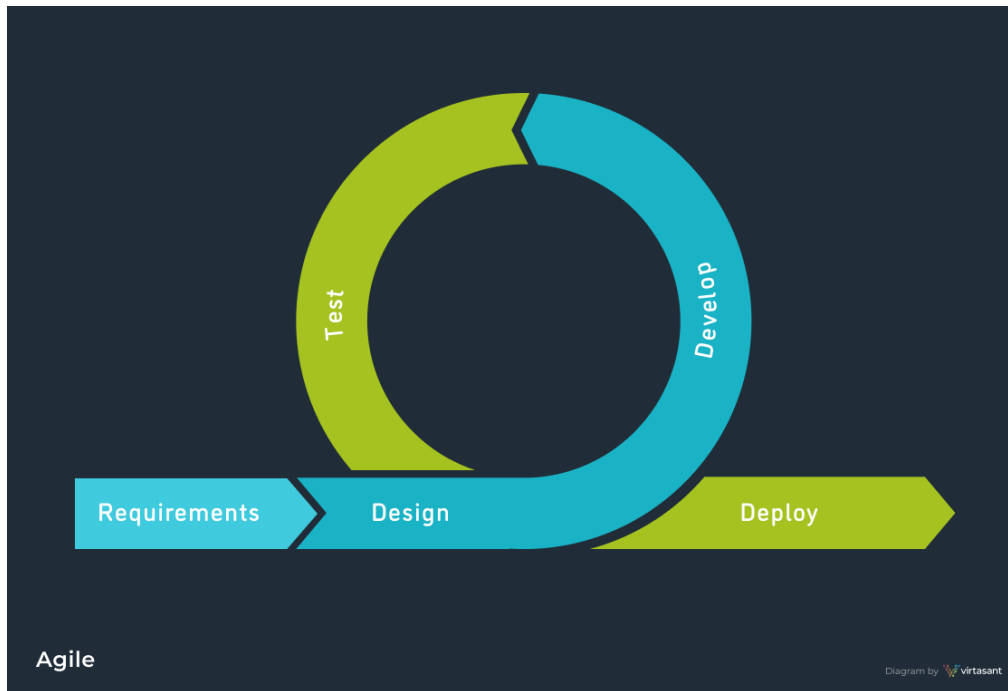 Test
Develop
Requirements
Design
Deploy
Agile
Diagram by virtasant